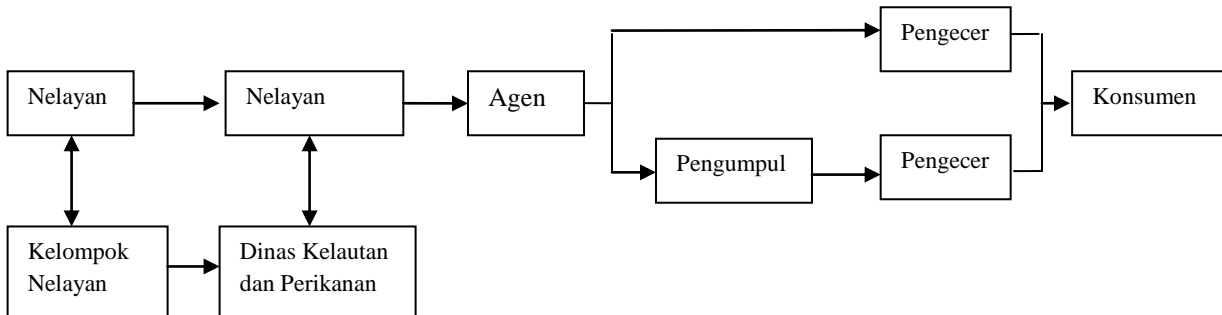 Pengecer
Nelayan
Nelayan
Agen
Konsumen
Pengumpul
Pengecer
Kelompok
Nelayan
Dinas Kelautan
dan Perikanan